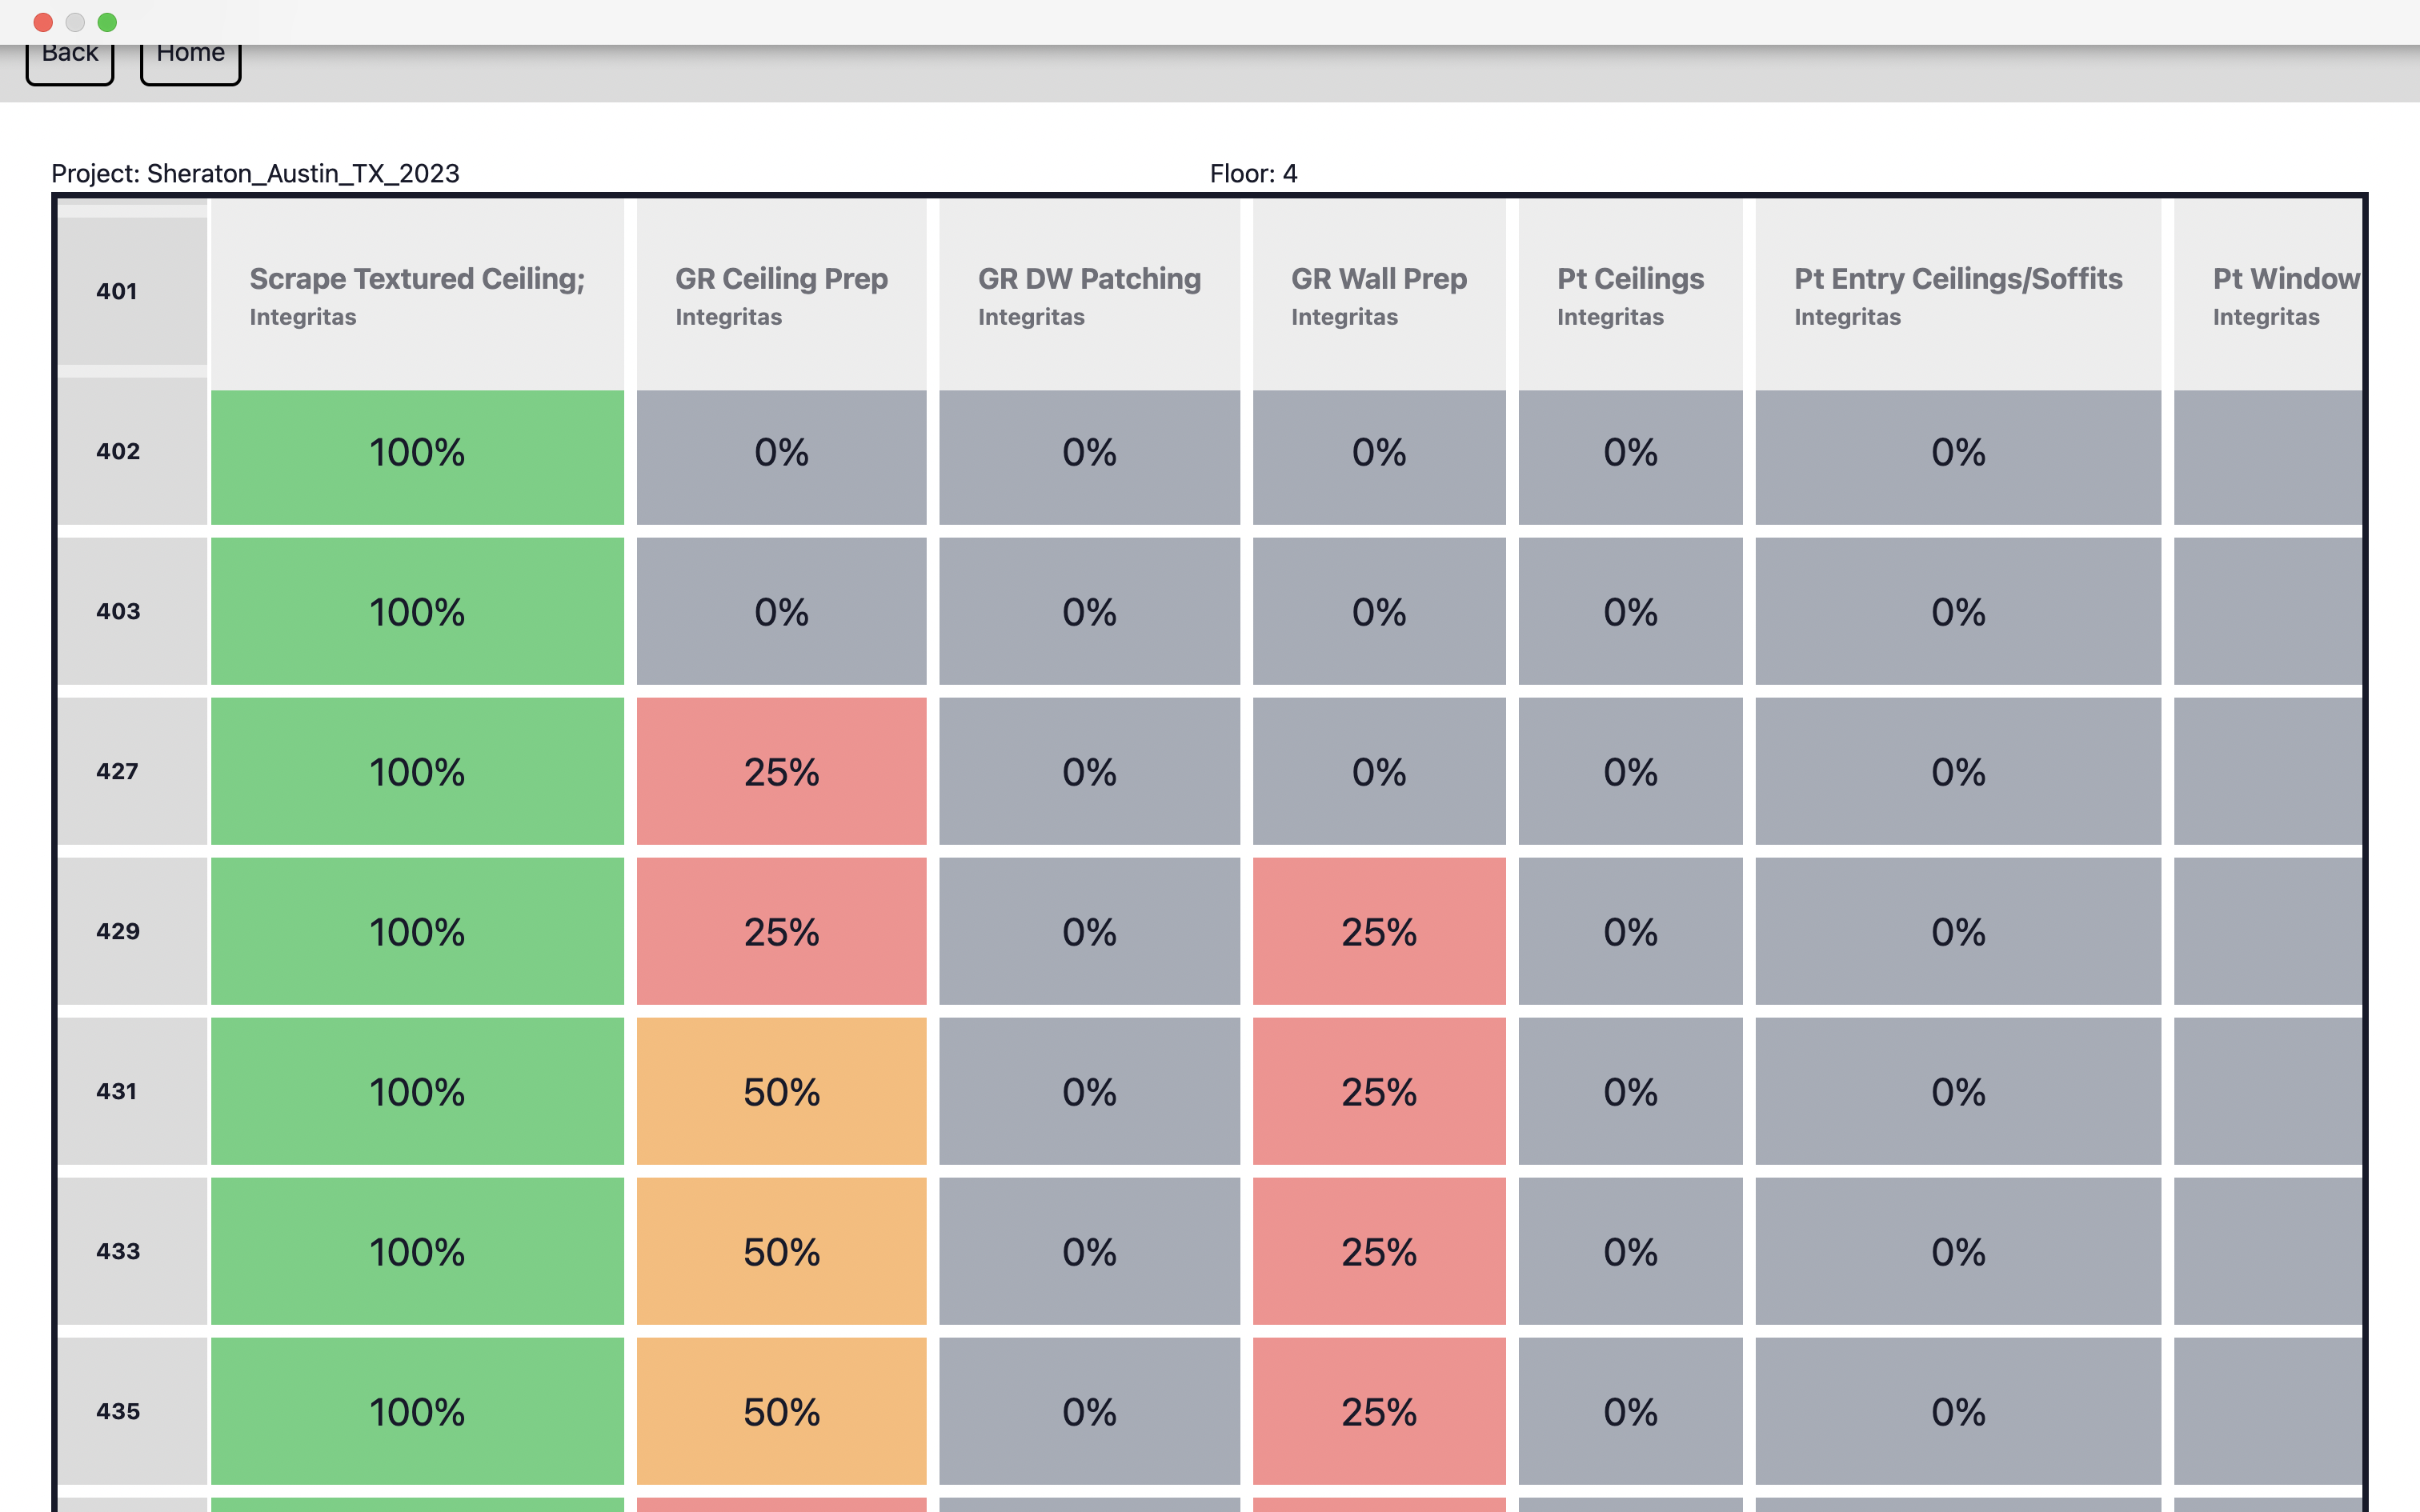 Back Home
Project: Sheraton_Austin_TX_2023 Floor: 4
401 Scrape Textured Ceiling; GR Ceiling Prep GR DW Patching GR Wall Prep Pt Ceilings Pt Entry Ceilings/Soffits Pt Window
Integritas Integritas Integritas Integritas Integritas Integritas Integritas
402 100% 0% 0% 0% 0% 0%
403 100% 0% 0% 0% 0% 0%
427 100% 25% 0% 0% 0% 0%
429 100% 25% 0% 25% 0% 0%
431 100% 50% 0% 25% 0% 0%
433 100% 50% 0% 25% 0% 0%
435 100% 50% 0% 25% 0% 0%